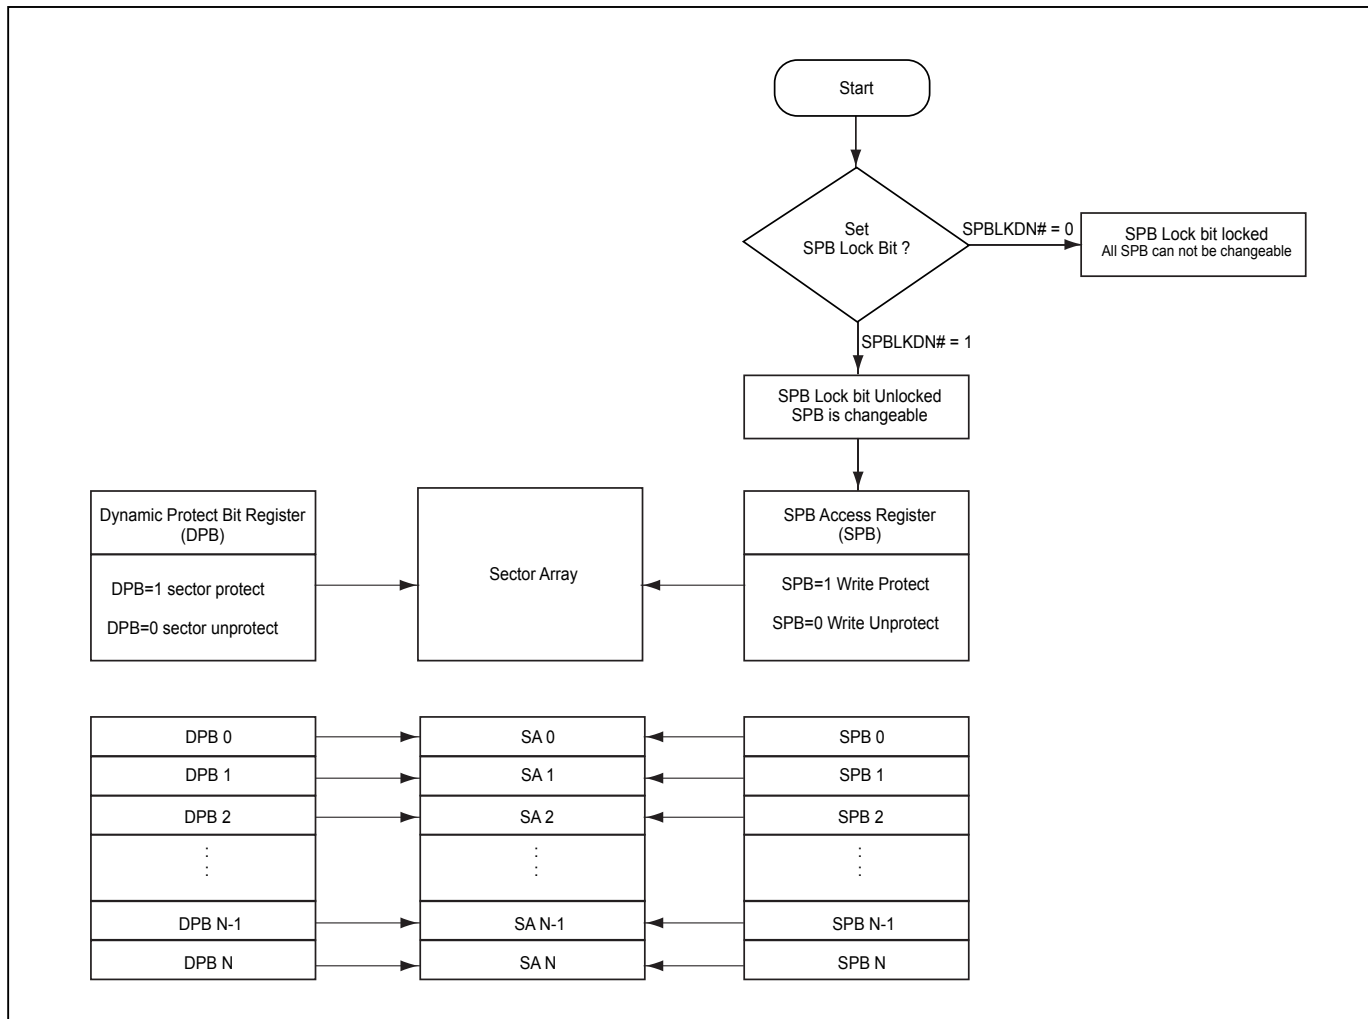 Start
Set
SPB Lock Bit ?
SPBLKDN# = 0
SPB Lock bit locked
All SPB can not be changeable
SPBLKDN# = 1
SPB Lock bit Unlocked
SPB is changeable
Dynamic Protect Bit Register
(DPB)
DPB=1 sector protect
DPB=0 sector unprotect
Sector Array
SPB Access Register
(SPB)
SPB=1 Write Protect
SPB=0 Write Unprotect
DPB 0
SA 0
SPB 0
DPB 1
SA 1
SPB 1
DPB 2
SA 2
SPB 2
DPB N-1
SA N-1
SPB N-1
DPB N
SA N
SPB N